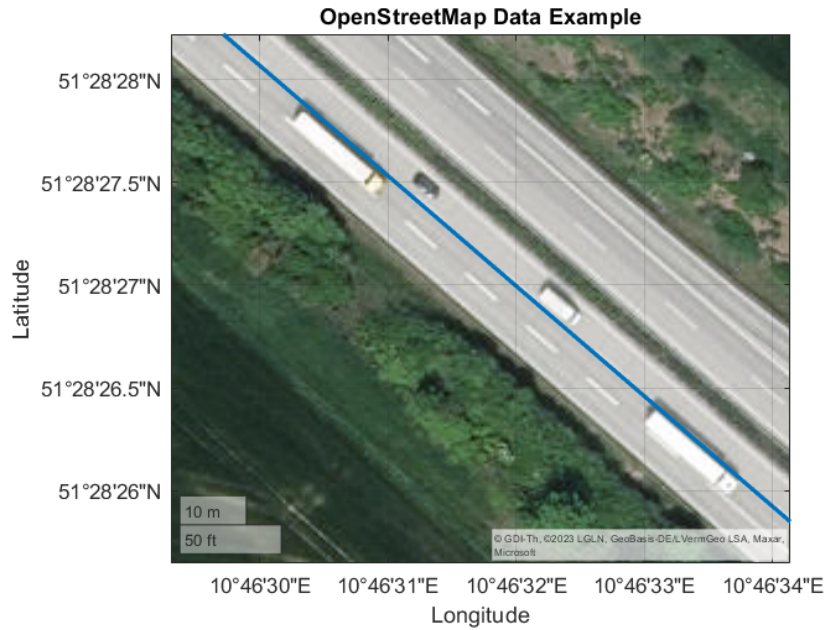 OpenStreetMap Data Example
51°28'28"N
51°28'27.5"N
51°28'27"N
51°28'26.5"N
51°28'26"N
Latitude
10 m
50 ft
© GDI-Th, ©2023 LGLN, GeoBasis-DE/LVermGeo LSA, Maxar,
Microsoft
10°46'30"E 10°46'31"E 10°46'32"E 10°46'33"E 10°46'34"E
Longitude